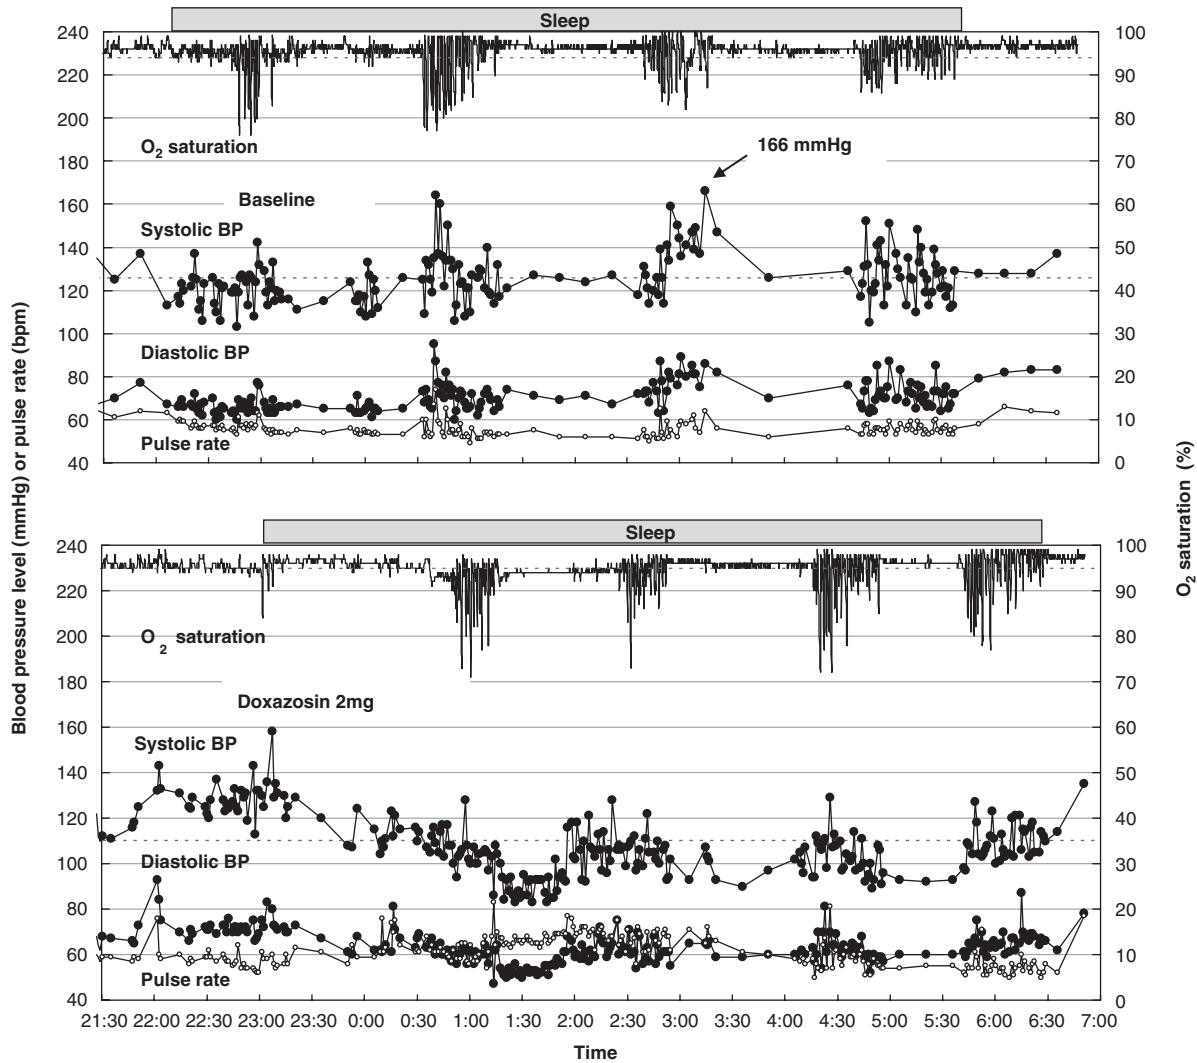 Sleep
240
220
200
180
160
140
120
100
80
60
40
100
90
80
70
60
50
40
30
20
10
0
O2 saturation
166 mmHg
Baseline
Systolic BP
Diastolic BP
Pulse rate
Blood pressure level (mmHg) or pulse rate (bpm)
O2 saturation (%)
Sleep
240
220
200
180
160
140
120
100
80
60
40
100
90
80
70
60
50
40
30
20
10
0
O2 saturation
Doxazosin 2mg
Systolic BP
Diastolic BP
Pulse rate
21:30 22:00 22:30 23:00 23:30 0:00 0:30 1:00 1:30 2:00 2:30 3:00 3:30 4:00 4:30 5:00 5:30 6:00 6:30 7:00
Time